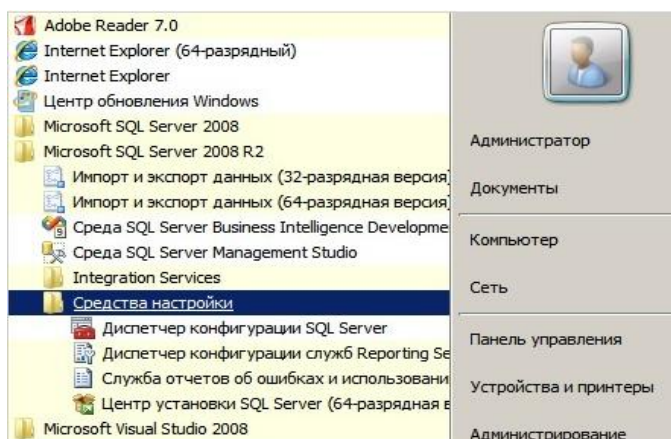 Adobe Reader 7.0
Internet Explorer (64-разрядный)
Internet Explorer
Центр обновления Windows
Microsoft SQL Server 2008
Microsoft SQL Server 2008 R2
Импорт и экспорт данных (32-разрядная версия)
Импорт и экспорт данных (64-разрядная версия)
Среда SQL Server Business Intelligence Developme
Среда SQL Server Management Studio
Integration Services
Средства настройки
Диспетчер конфигурации SQL Server
Диспетчер конфигурации служб Reporting Se
Служба отчетов об ошибках и использовани
Центр установки SQL Server (64-разрядная в
Microsoft Visual Studio 2008
Администратор
Документы
Компьютер
Сеть
Панель управления
Устройства и принтеры
Администрирование